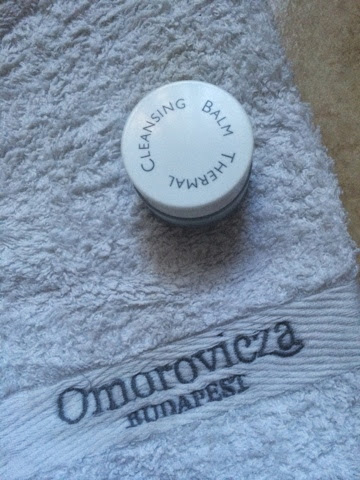 THERMAL CLEANSING BALM
Omorovicza
BUDAPEST